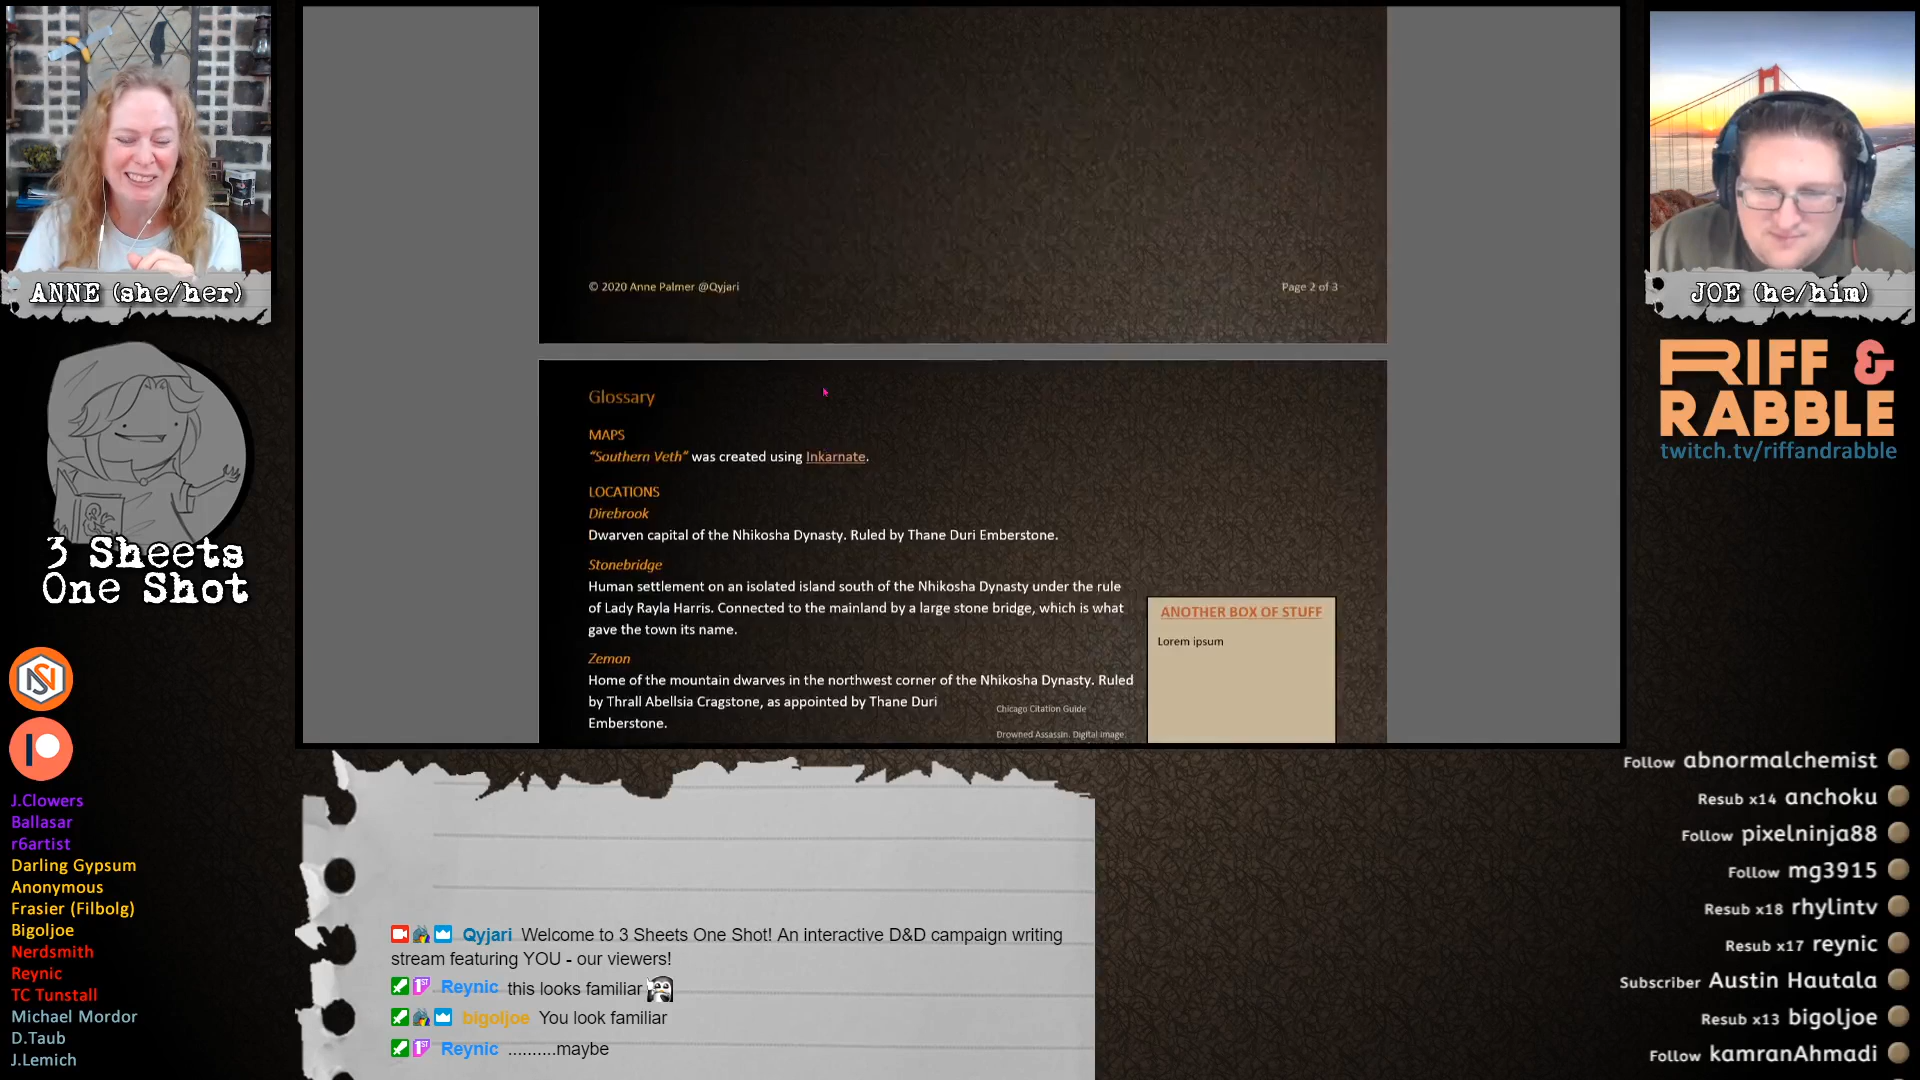 ANNE (she/her)
3 Sheets
One Shot
J.Clowers
Ballasar
r6artist
Darling Gypsum
Anonymous
Frasier (Filbolg)
Bigoljoe
Nerdsmith
Reynic
TC Tunstall
Michael Mordor
D.Taub
J.Lemich
© 2020 Anne Palmer @Qyjari
Page 2 of 3
Glossary
MAPS
“Southern Veth” was created using Inkarnate.
LOCATIONS
Direbrook
Dwarven capital of the Nhikosha Dynasty. Ruled by Thane Duri Emberstone.
Stonebridge
Human settlement on an isolated island south of the Nhikosha Dynasty under the rule
of Lady Rayla Harris. Connected to the mainland by a large stone bridge, which is what
gave the town its name.
Zemon
Home of the mountain dwarves in the northwest corner of the Nhikosha Dynasty. Ruled
by Thrall Abellsia Cragstone, as appointed by Thane Duri
Emberstone.
Chicago Citation Guide
Drowned Assassin. Digital image.
ANOTHER BOX OF STUFF
Lorem ipsum
Qyjari Welcome to 3 Sheets One Shot! An interactive D&D campaign writing
stream featuring YOU - our viewers!
1ST Reynic this looks familiar
bigoljoe You look familiar
1ST Reynic ..........maybe
JOE (he/him)
RIFF &
RABBLE
twitch.tv/riffandrabble
Follow abnormalchemist
Resub x14 anchoku
Follow pixelninja88
Follow mg3915
Resub x18 rhylintv
Resub x17 reynic
Subscriber Austin Hautala
Resub x13 bigoljoe
Follow kamranAhmadi